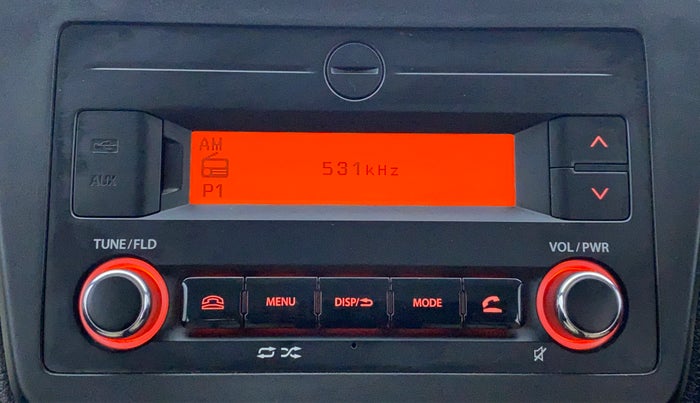 AM
531kHz
P1
AUX
TUNE/FLD
VOL/PWR
MENU
DISP/
MODE